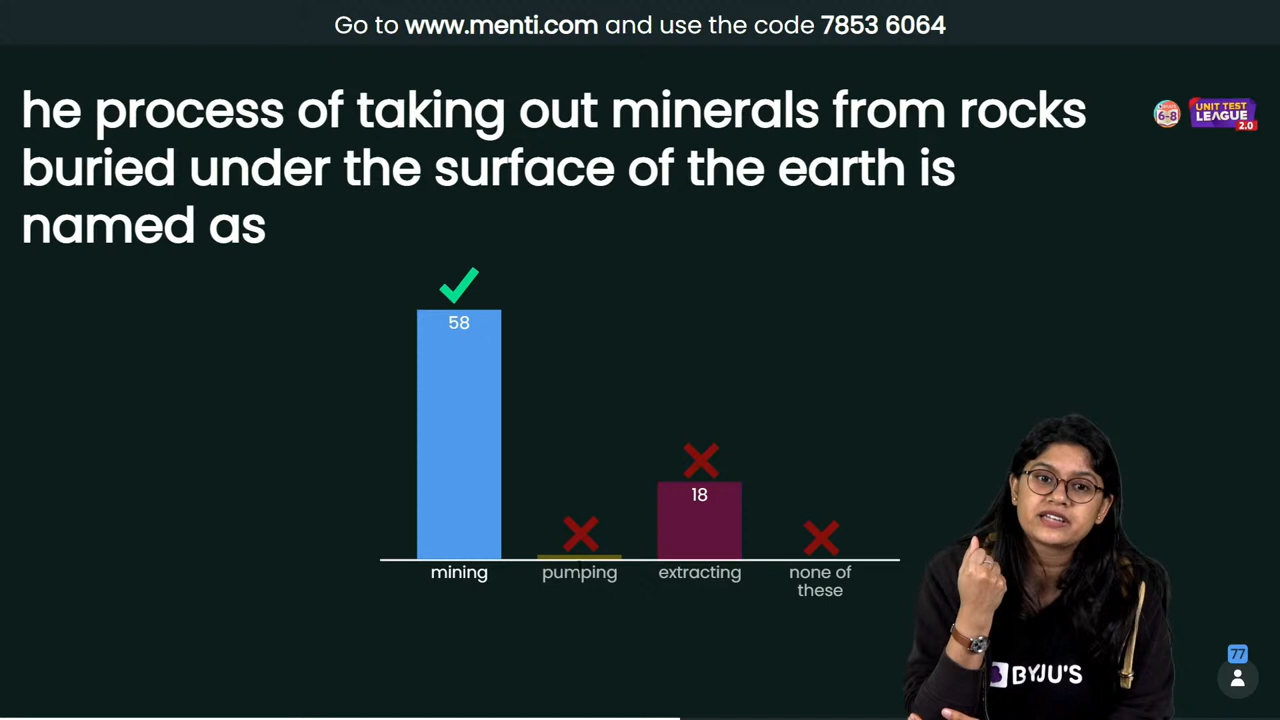 Go to www.menti.com and use the code 7853 6064
he process of taking out minerals from rocks
buried under the surface of the earth is
named as
6-8
UNIT TEST
LEAGUE
2.0
58
18
mining
pumping
extracting
none of
these
BYJU'S
77